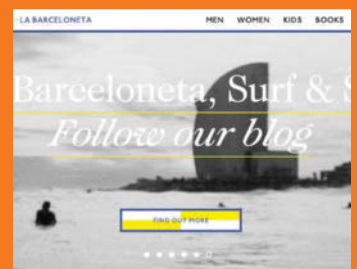 LA BARCELONETA
MEN WOMEN KIDS BOOKS
Barceloneta, Surf & S
Follow our blog
FIND OUT MORE